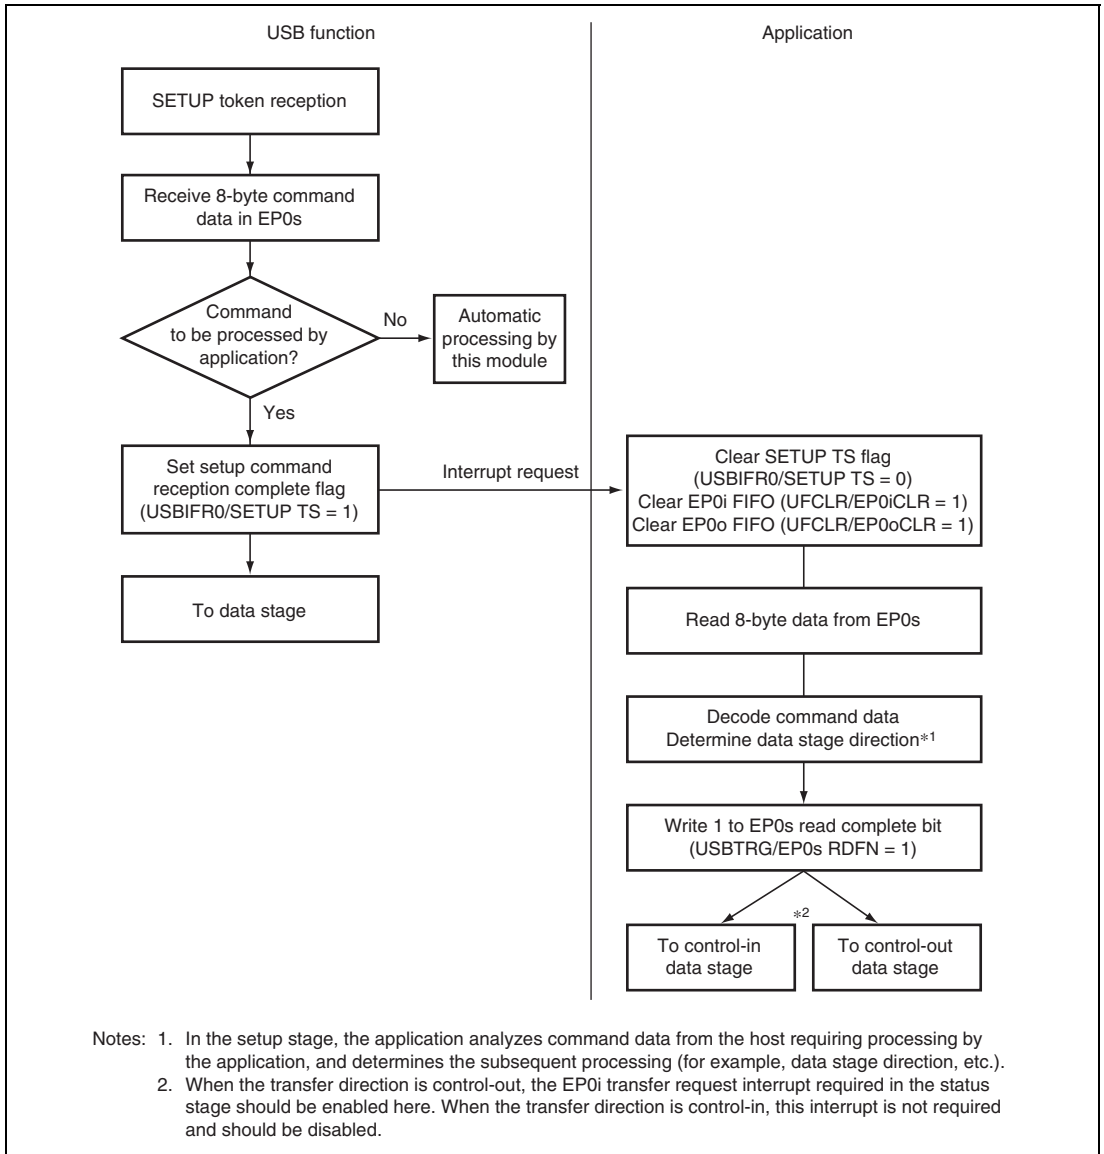 USB function
Application
SETUP token reception
Receive 8-byte command
data in EP0s
Command
to be processed by
application?
No
Automatic
processing by
this module
Yes
Set setup command
reception complete flag
(USBIFR0/SETUP TS = 1)
Interrupt request
To data stage
Clear SETUP TS flag
(USBIFR0/SETUP TS = 0)
Clear EP0i FIFO (UFCLR/EP0iCLR = 1)
Clear EP0o FIFO (UFCLR/EP0oCLR = 1)
Read 8-byte data from EP0s
Decode command data
Determine data stage direction*1
Write 1 to EP0s read complete bit
(USBTRG/EP0s RDFN = 1)
*2
To control-in
data stage
To control-out
data stage
Notes: 1. In the setup stage, the application analyzes command data from the host requiring processing by
the application, and determines the subsequent processing (for example, data stage direction, etc.).
2. When the transfer direction is control-out, the EP0i transfer request interrupt required in the status
stage should be enabled here. When the transfer direction is control-in, this interrupt is not required
and should be disabled.